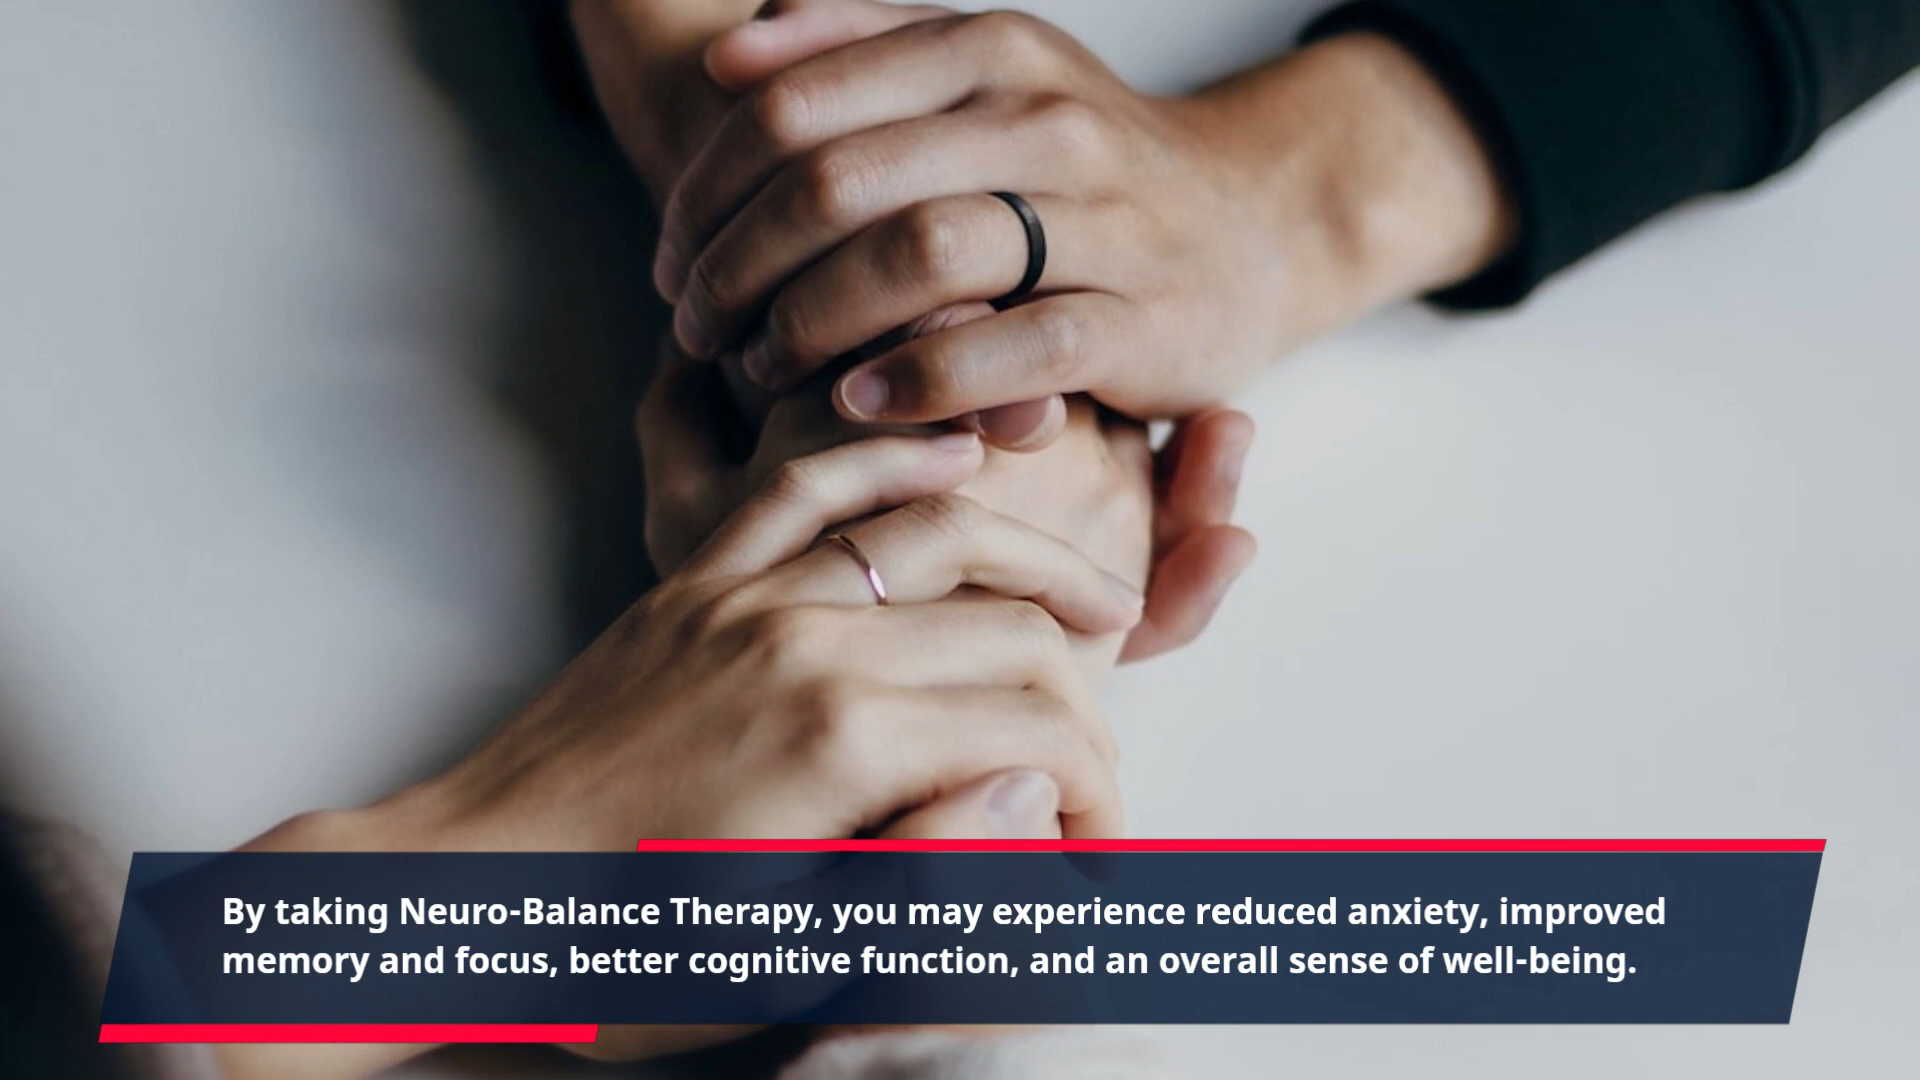 By taking Neuro-Balance Therapy, you may experience reduced anxiety, improved
memory and focus, better cognitive function, and an overall sense of well-being.